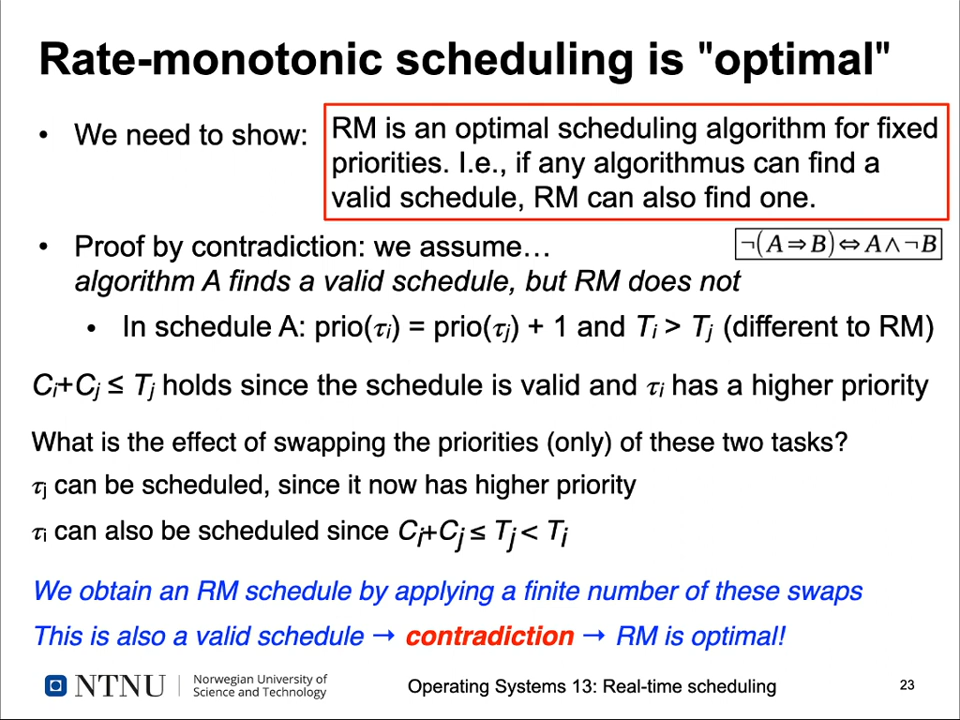 Rate-monotonic scheduling is "optimal"
• We need to show:
RM is an optimal scheduling algorithm for fixed
priorities. I.e., if any algorithmus can find a
valid schedule, RM can also find one.
• Proof by contradiction: we assume…
¬(A⇒B)⇔A∧¬B
algorithm A finds a valid schedule, but RM does not
• In schedule A: prio(τi) = prio(τj) + 1 and Ti > Tj (different to RM)
Ci+Cj ≤ Tj holds since the schedule is valid and τi has a higher priority
What is the effect of swapping the priorities (only) of these two tasks?
τj can be scheduled, since it now has higher priority
τi can also be scheduled since Ci+Cj ≤ Tj < Ti
We obtain an RM schedule by applying a finite number of these swaps
This is also a valid schedule → contradiction → RM is optimal!
NTNU
Norwegian University of
Science and Technology
Operating Systems 13: Real-time scheduling
23